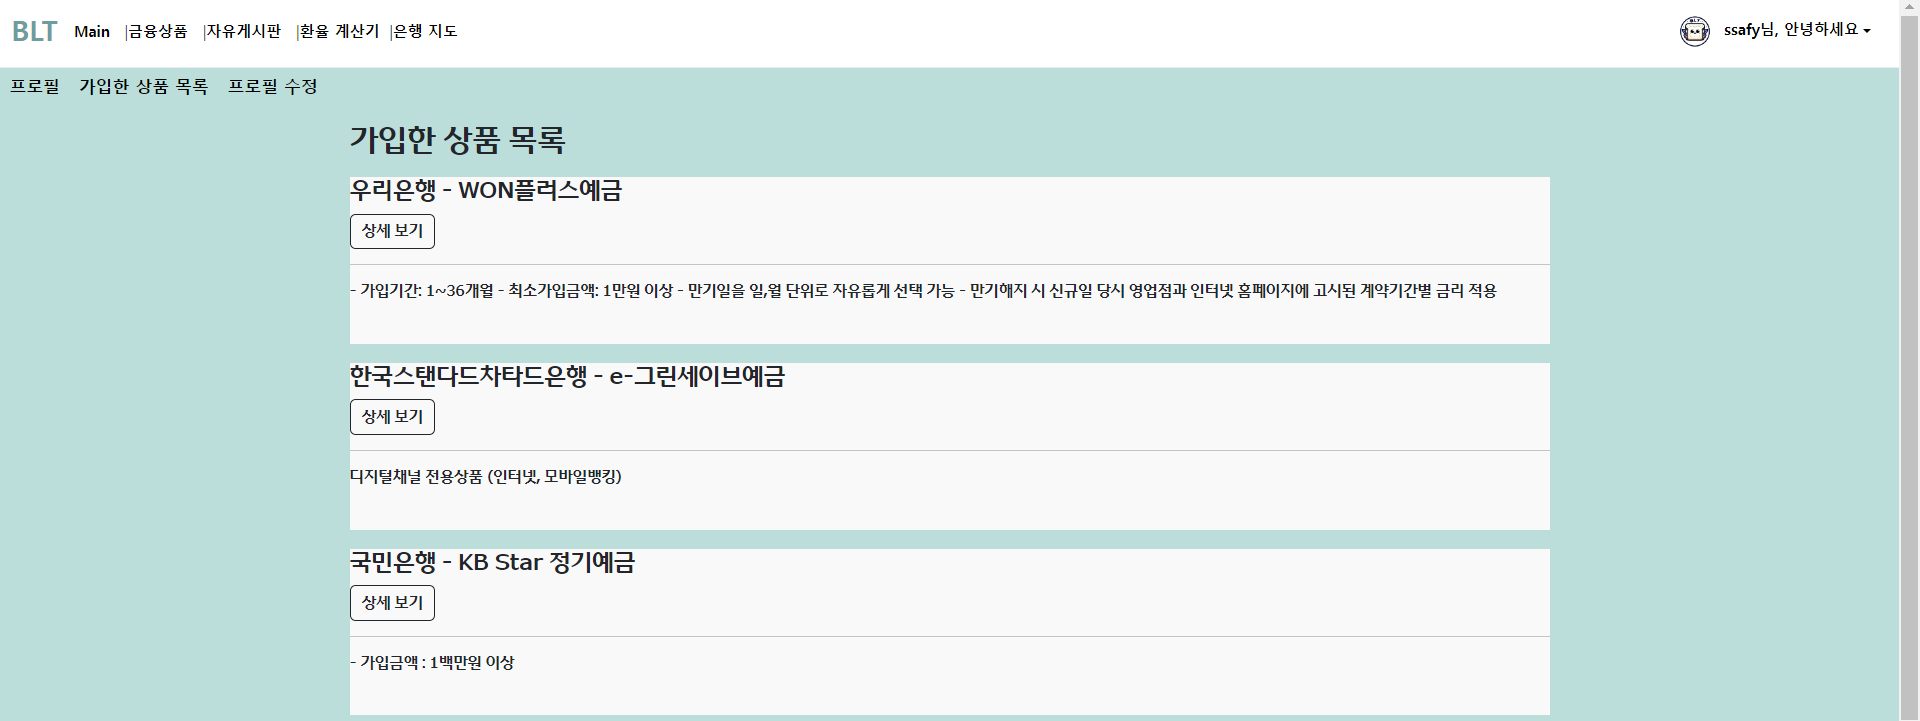 BLT Main |금융상품 |자유게시판 |환율 계산기 |은행 지도 BLT ssafy님, 안녕하세요
프로필 가입한 상품 목록 프로필 수정
가입한 상품 목록
우리은행 - WON플러스예금
상세 보기
- 가입기간: 1~36개월 - 최소가입금액: 1만원 이상 - 만기일을 일,월 단위로 자유롭게 선택 가능 - 만기해지 시 신규일 당시 영업점과 인터넷 홈페이지에 고시된 계약기간별 금리 적용
한국스탠다드차타드은행 - e-그린세이브예금
상세 보기
디지털채널 전용상품 (인터넷, 모바일뱅킹)
국민은행 - KB Star 정기예금
상세 보기
- 가입금액 : 1백만원 이상